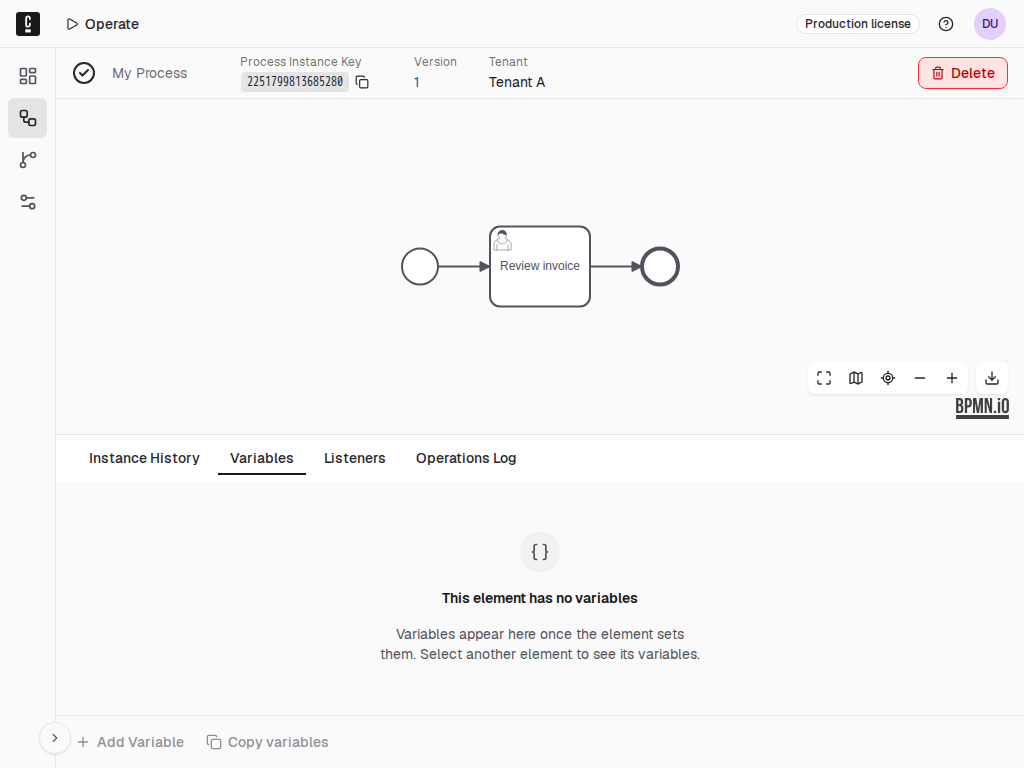 Operate
Production license
DU
My Process
Process Instance Key
2251799813685280
Version
1
Tenant
Tenant A
Delete
Review invoice
BPMN.iO
Instance History
Variables
Listeners
Operations Log
{}
This element has no variables
Variables appear here once the element sets
them. Select another element to see its variables.
Add Variable
Copy variables